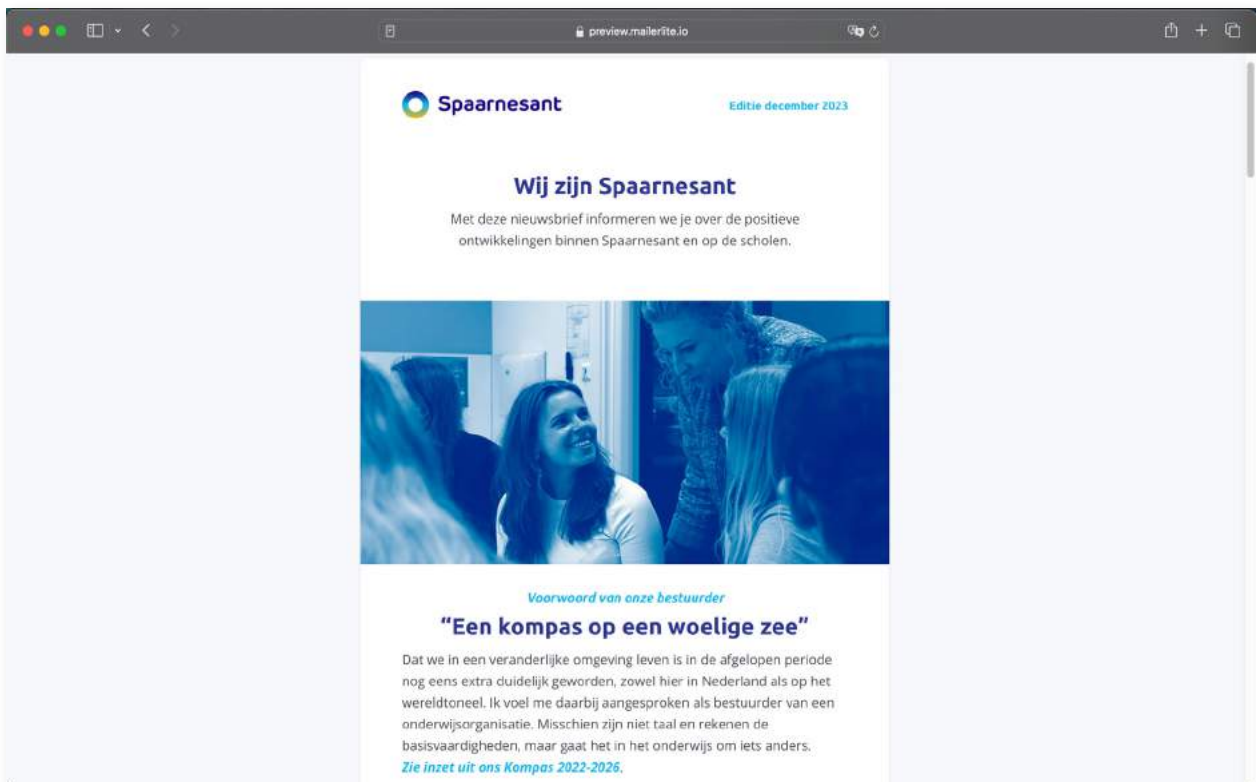 preview.mailerlite.io
Spaarnesant
Editie december 2023
Wij zijn Spaarnesant
Met deze nieuwsbrief informeren we je over de positieve
ontwikkelingen binnen Spaarnesant en op de scholen.
Voorwoord van onze bestuurder
“Een kompas op een woelige zee”
Dat we in een veranderlijke omgeving leven is in de afgelopen periode
nog eens extra duidelijk geworden, zowel hier in Nederland als op het
wereldtoneel. Ik voel me daarbij aangesproken als bestuurder van een
onderwijsorganisatie. Misschien zijn niet taal en rekenen de
basisvaardigheden, maar gaat het in het onderwijs om iets anders.
Zie inzet uit ons Kompas 2022-2026.